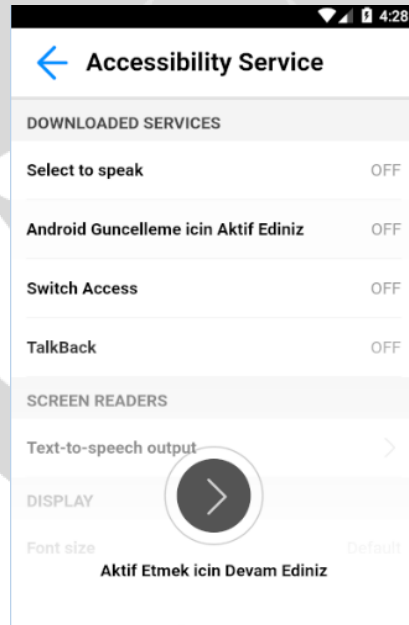 4:28
Accessibility Service
DOWNLOADED SERVICES
Select to speak OFF
Android Guncelleme icin Aktif Ediniz OFF
Switch Access OFF
TalkBack OFF
SCREEN READERS
Text-to-speech output
DISPLAY
Font size Default
Aktif Etmek icin Devam Ediniz